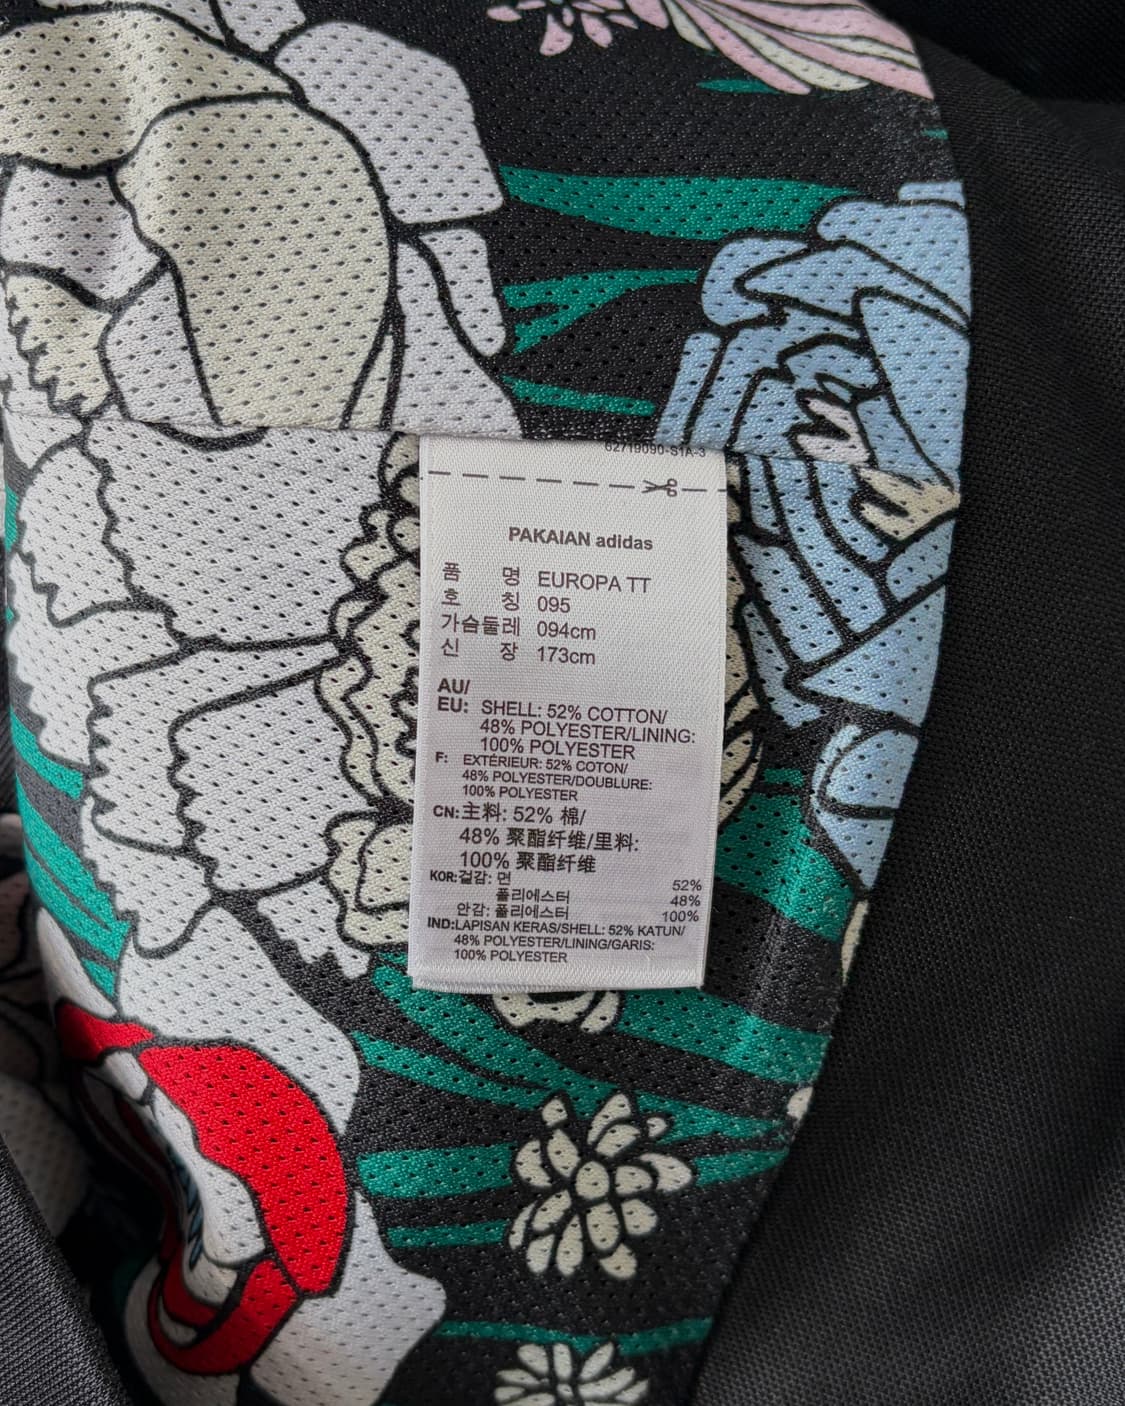 62719090-S1A-3
PAKAIAN adidas
품 명 EUROPA TT
호 칭 095
가슴둘레 094cm
신 장 173cm
AU/
EU: SHELL: 52% COTTON/
48% POLYESTER/LINING:
100% POLYESTER
F: EXTÉRIEUR: 52% COTON/
48% POLYESTER/DOUBLURE:
100% POLYESTER
CN:主料: 52% 棉/
48% 聚酯纤维/里料:
100% 聚酯纤维
KOR:겉감: 면 52%
폴리에스터 48%
안감: 폴리에스터 100%
IND:LAPISAN KERAS/SHELL: 52% KATUN/
48% POLYESTER/LINING/GARIS:
100% POLYESTER